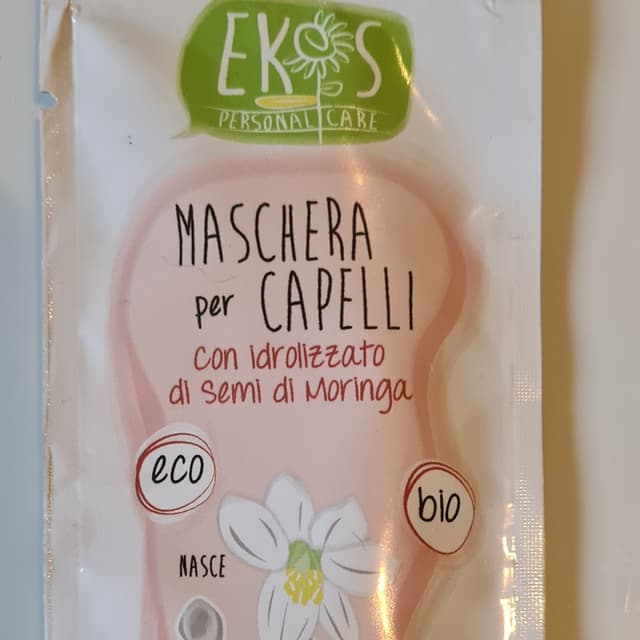 EKOS
PERSONAL CARE
MASCHERA
per CAPELLI
con idrolizzato
di Semi di Moringa
eco
bio
NASCE